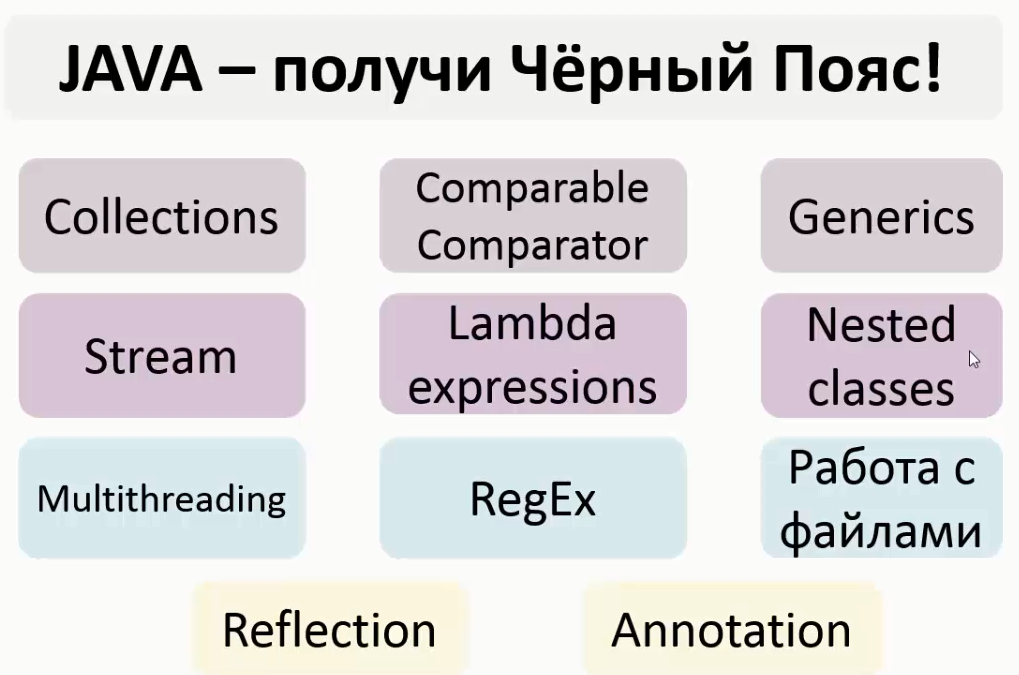 JAVA – получи Чёрный Пояс!
Collections
Comparable
Comparator
Generics
Stream
Lambda
expressions
Nested
classes
Multithreading
RegEx
Работа с
файлами
Reflection
Annotation